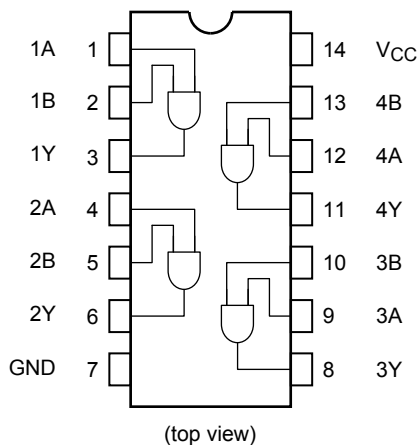 1A 1 14 VCC
1B 2 13 4B
1Y 3 12 4A
2A 4 11 4Y
2B 5 10 3B
2Y 6 9 3A
GND 7 8 3Y
(top view)